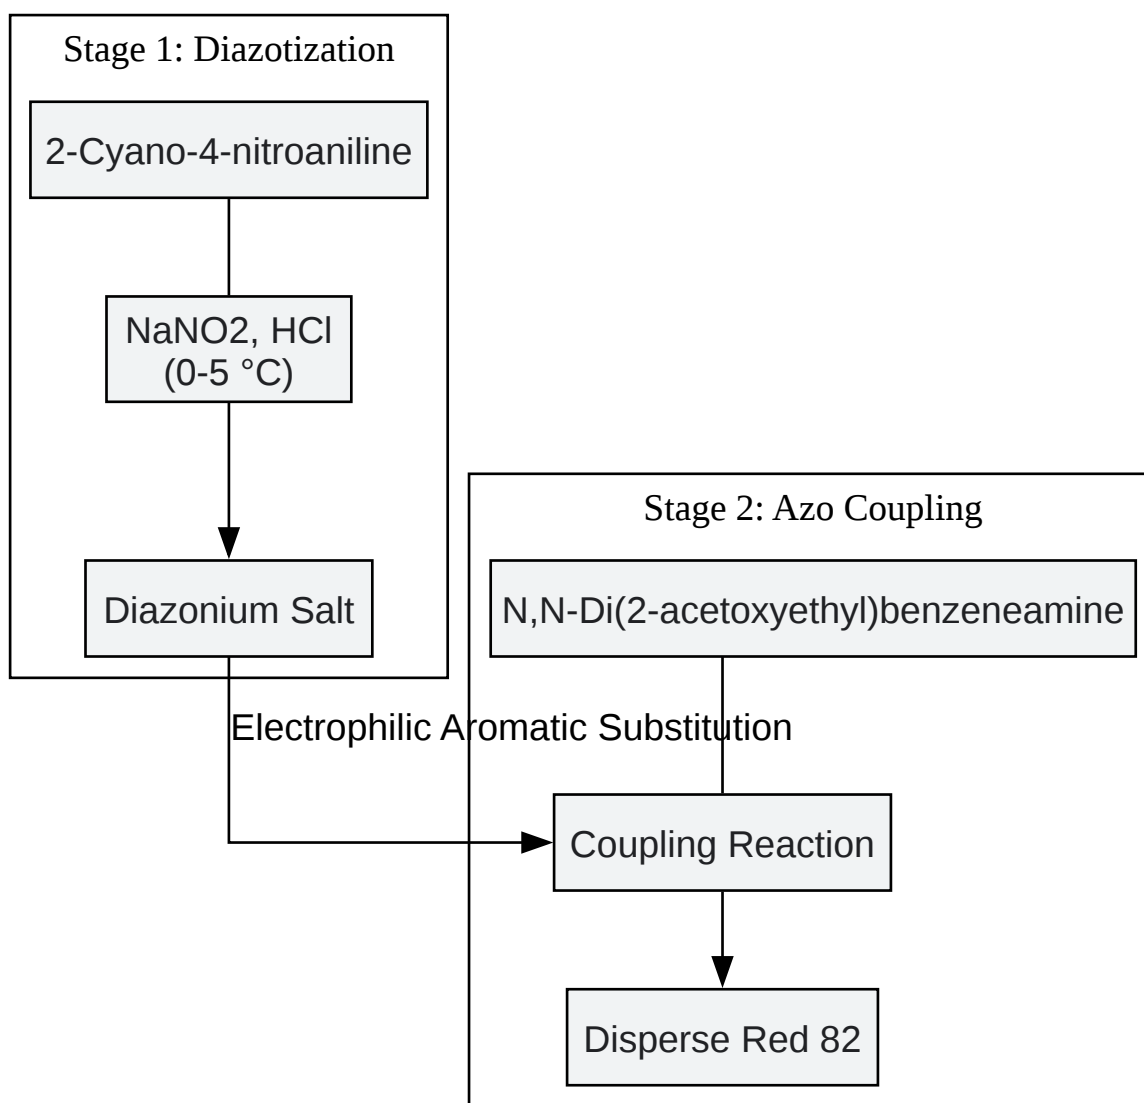 Stage 1: Diazotization
2-Cyano-4-nitroaniline
NaNO2, HCl
(0-5 °C)
Diazonium Salt
Stage 2: Azo Coupling
N,N-Di(2-acetoxyethyl)benzeneamine
Electrophilic Aromatic Substitution
Coupling Reaction
Disperse Red 82